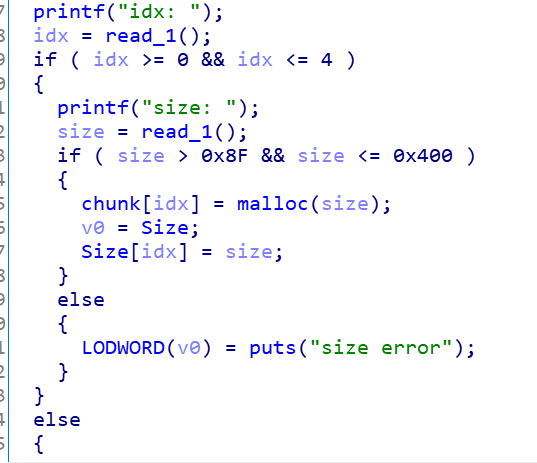 7 printf("idx: ");
8 idx = read_1();
9 if ( idx >= 0 && idx <= 4 )
0 {
1 printf("size: ");
2 size = read_1();
3 if ( size > 0x8F && size <= 0x400 )
4 {
5 chunk[idx] = malloc(size);
6 v0 = Size;
7 Size[idx] = size;
8 }
9 else
0 {
1 LODWORD(v0) = puts("size error");
2 }
3 }
4 else
5 {